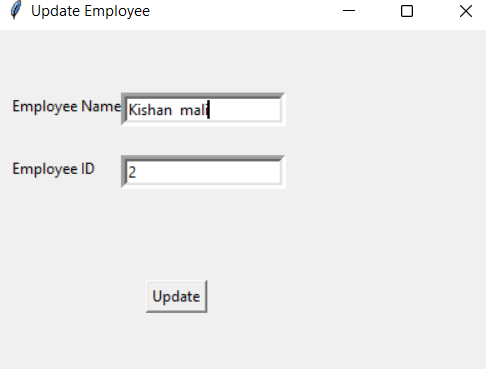 Update Employee
Employee Name Kishan  mali
Employee ID 2
Update